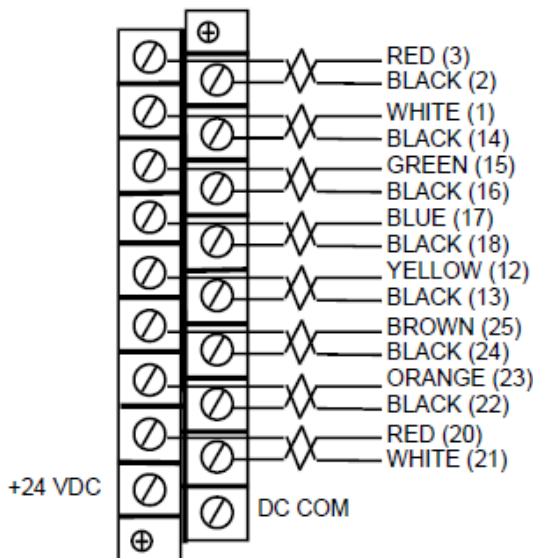 RED (3)
BLACK (2)
WHITE (1)
BLACK (14)
GREEN (15)
BLACK (16)
BLUE (17)
BLACK (18)
YELLOW (12)
BLACK (13)
BROWN (25)
BLACK (24)
ORANGE (23)
BLACK (22)
RED (20)
WHITE (21)
+24 VDC
DC COM